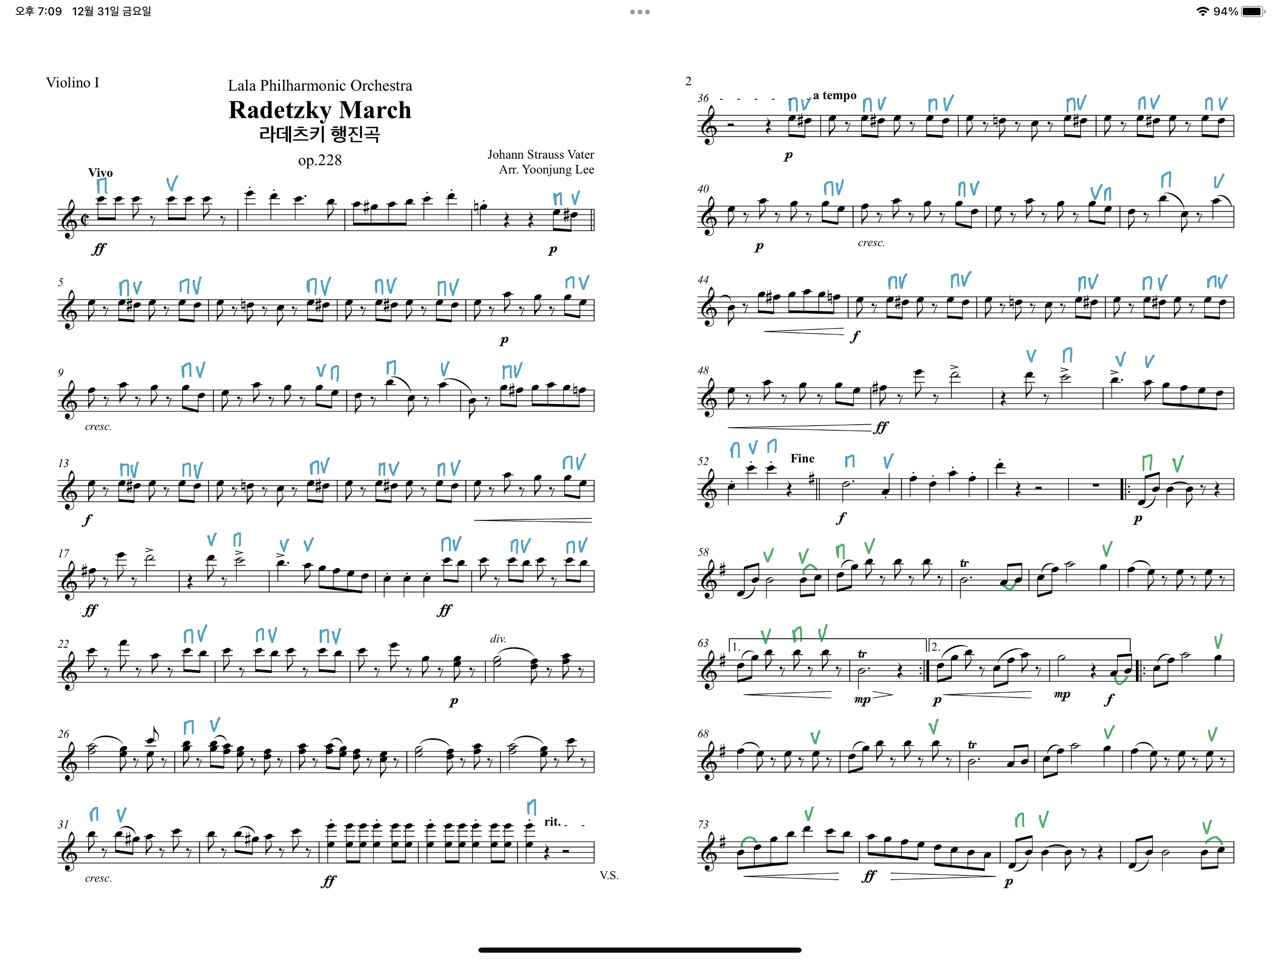 오후 7:09 12월 31일 금요일
94%
Violino I
Lala Philharmonic Orchestra
Radetzky March
라데츠키 행진곡
op.228
Johann Strauss Vater
Arr. Yoonjung Lee
Vivo
ff
p
5
p
9
cresc.
13
f
17
ff
ff
22
div.
p
26
31
rit.
cresc.
ff
V.S.
2
36
a tempo
p
40
p
cresc.
44
f
48
ff
52
Fine
f
p
58
tr
63
1.
tr
2.
mp
p
mp
f
68
tr
73
ff
p